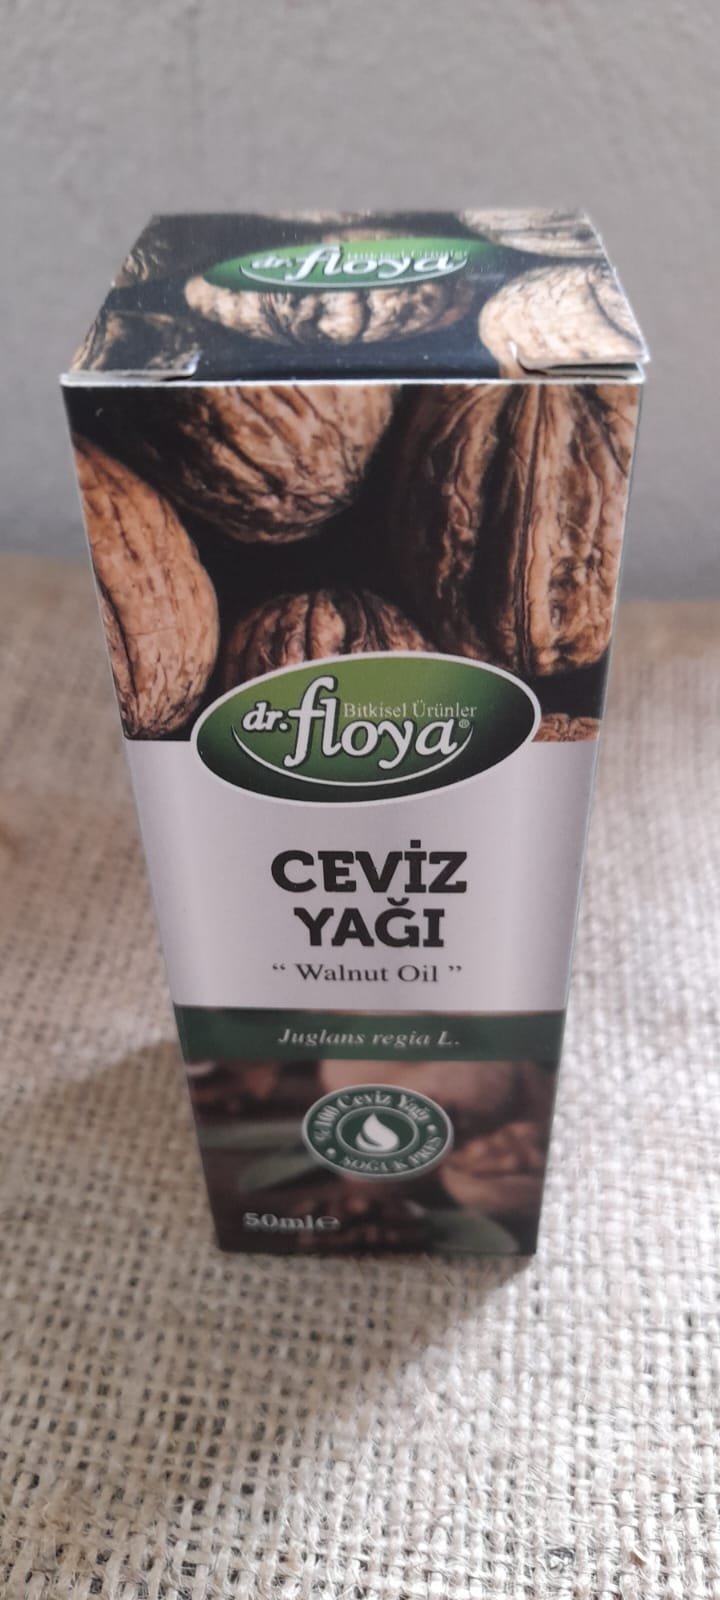 dr. floya
Bitkisel Ürünler
dr. floya®
CEVİZ
YAĞI
“ Walnut Oil ”
Juglans regia L.
%100 Ceviz Yağı
SOĞUK PRES
50ml℮